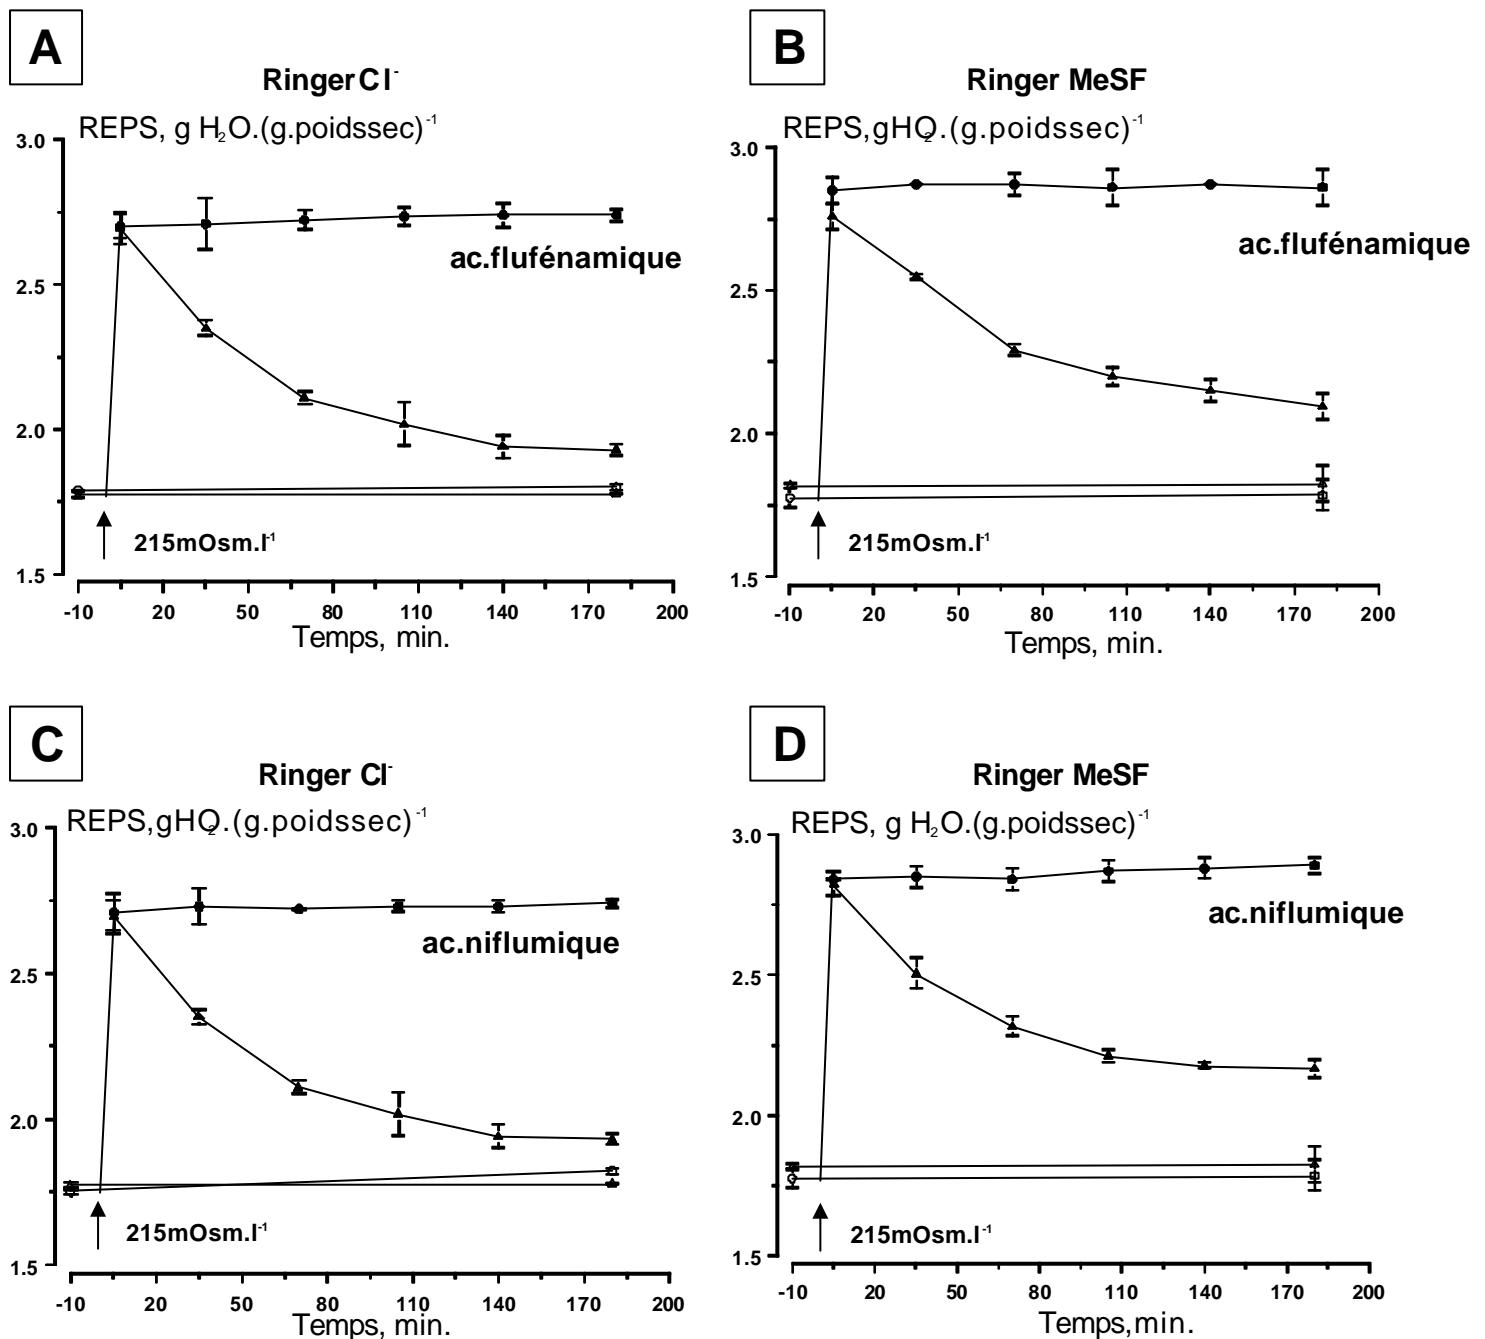 A
Ringer Cl-
REPS, g H2O.(g.poidssec)-1
3.0
2.5
2.0
1.5
ac.flufénamique
215mOsm.l-1
-10 20 50 80 110 140 170 200
Temps, min.
B
Ringer MeSF
REPS,gHO2.(g.poidssec)-1
3.0
2.5
2.0
1.5
ac.flufénamique
215mOsm.l-1
-10 20 50 80 110 140 170 200
Temps, min.
C
Ringer Cl-
REPS,gHO2.(g.poidssec)-1
3.0
2.5
2.0
1.5
ac.niflumique
215mOsm.l-1
-10 20 50 80 110 140 170 200
Temps, min.
D
Ringer MeSF
REPS, g H2O.(g.poidssec)-1
3.0
2.5
2.0
1.5
ac.niflumique
215mOsm.l-1
-10 20 50 80 110 140 170 200
Temps,min.